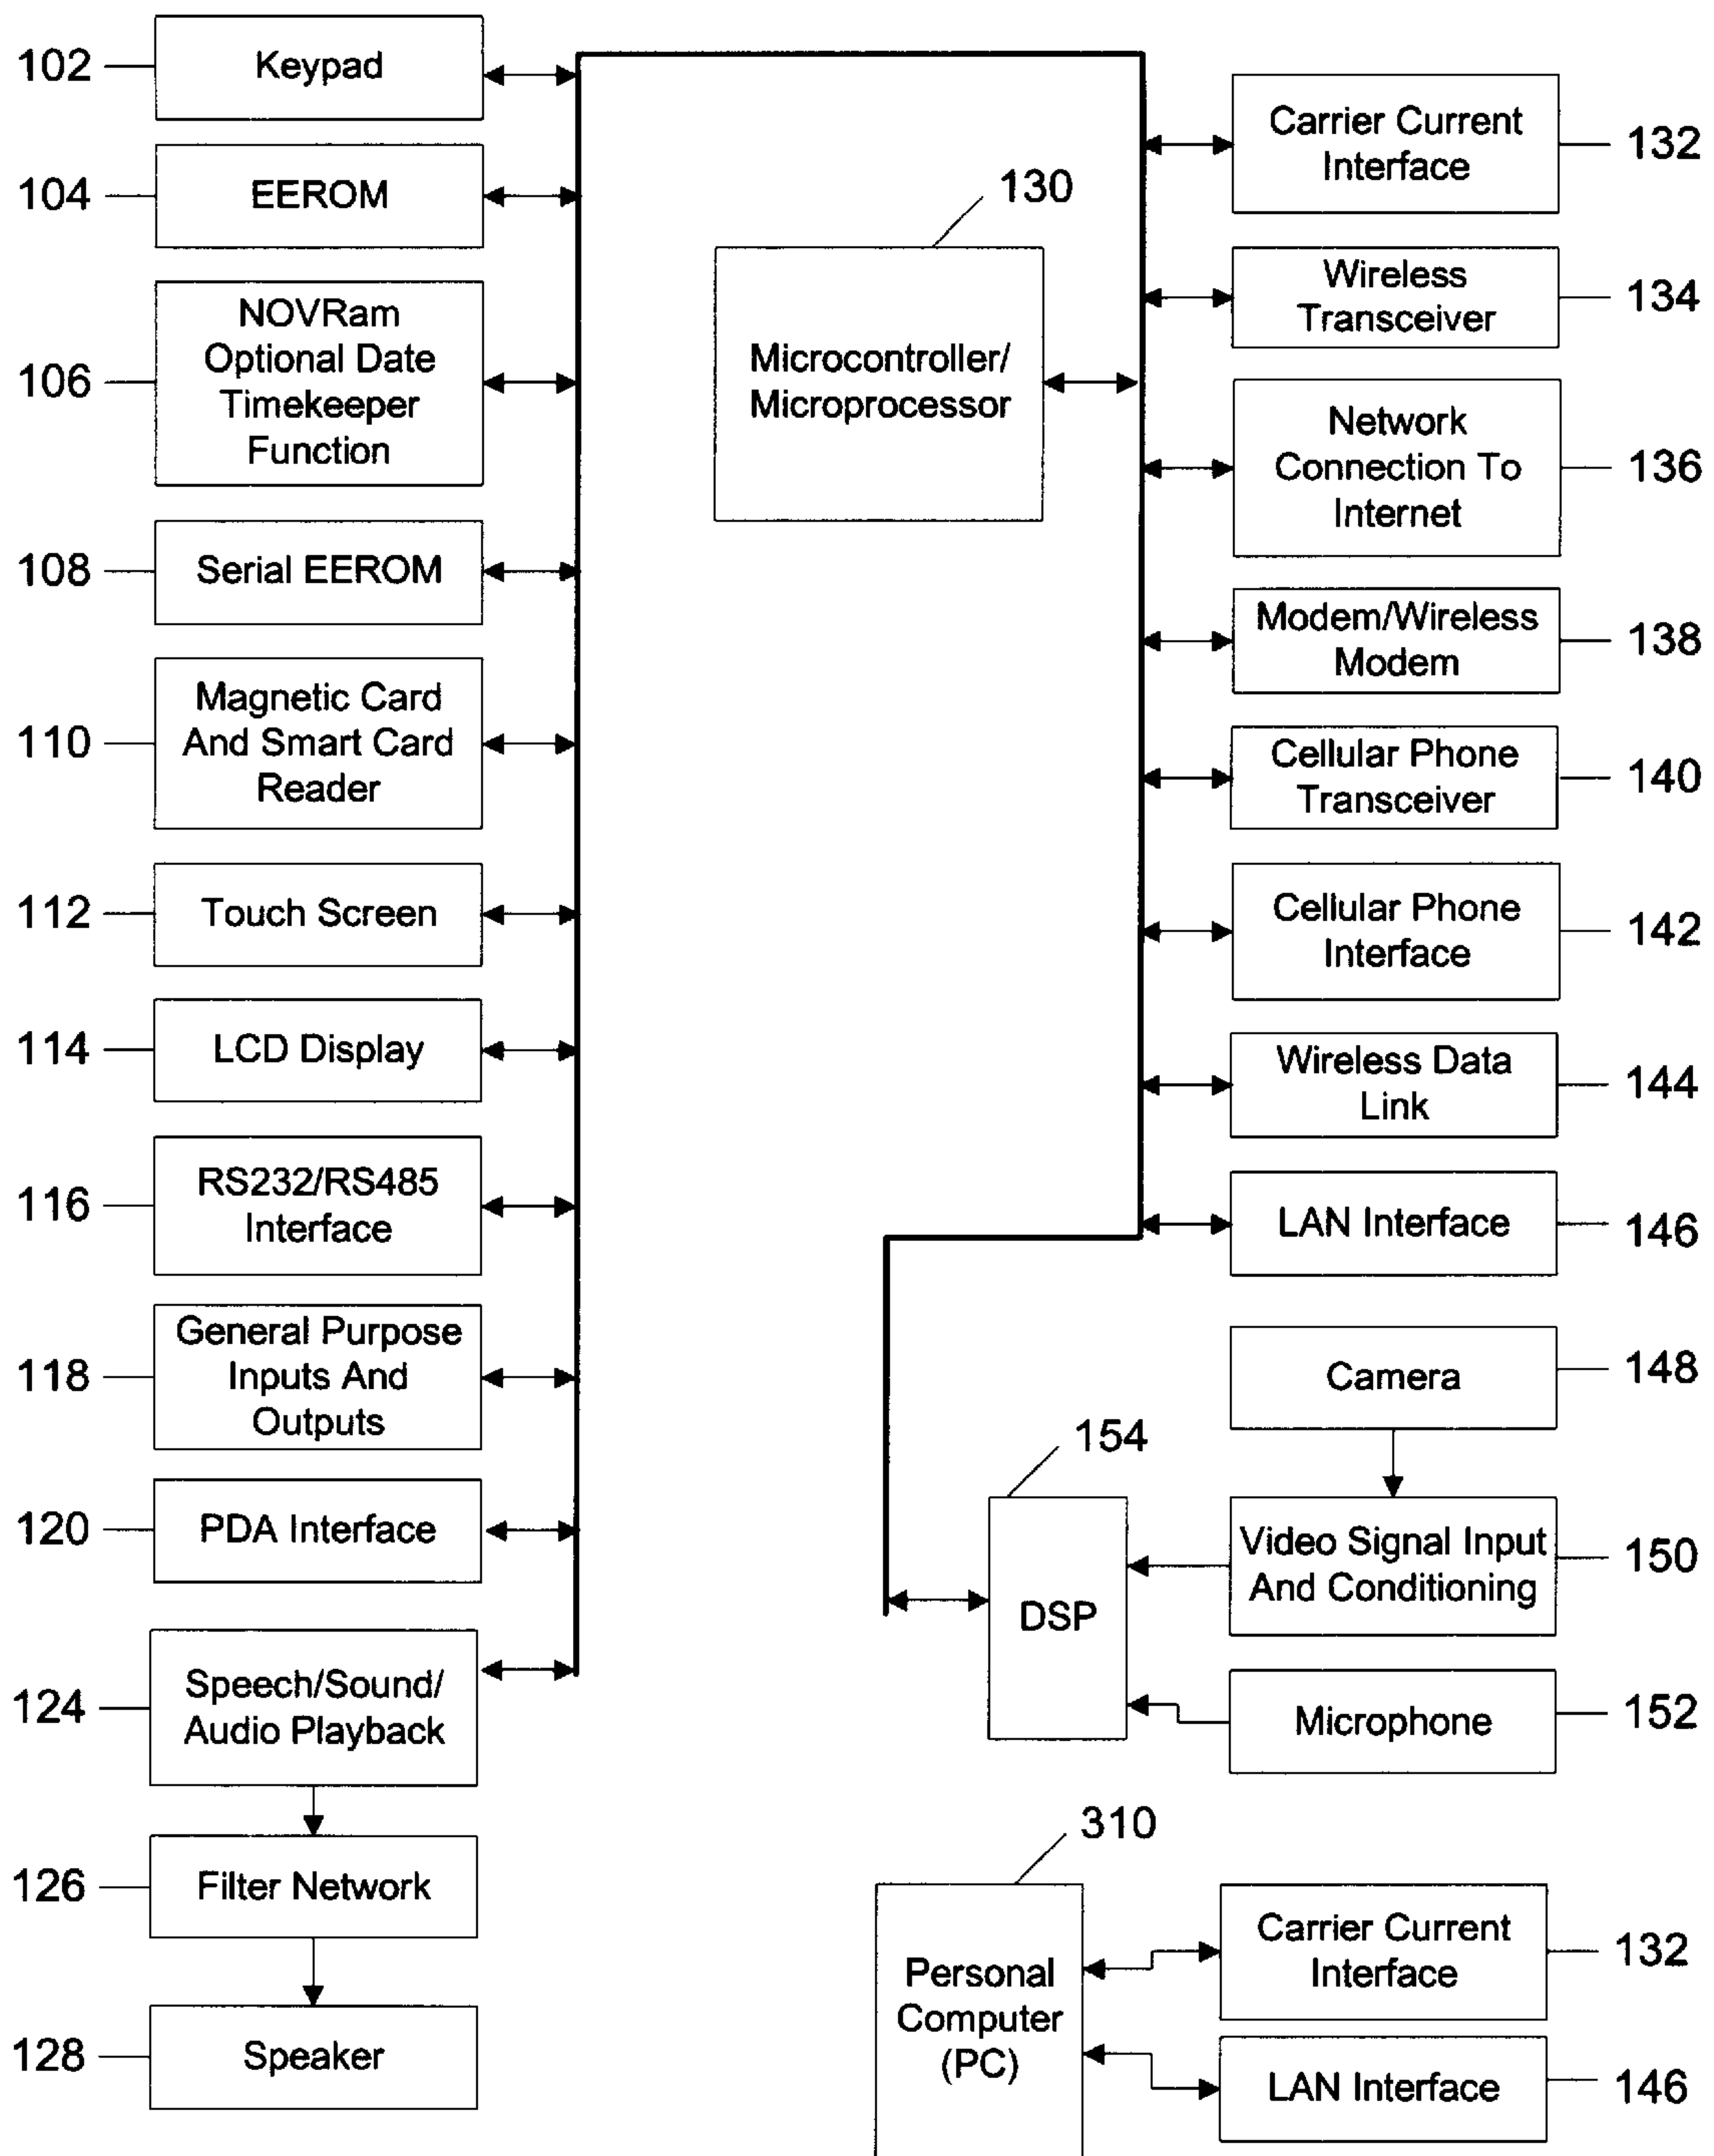 102
Keypad
104
EEROM
106
NOVRam
Optional Date
Timekeeper
Function
108
Serial EEROM
110
Magnetic Card
And Smart Card
Reader
112
Touch Screen
114
LCD Display
116
RS232/RS485
Interface
118
General Purpose
Inputs And
Outputs
120
PDA Interface
124
Speech/Sound/
Audio Playback
126
Filter Network
128
Speaker
130
Microcontroller/
Microprocessor
Carrier Current
Interface
132
Wireless
Transceiver
134
Network
Connection To
Internet
136
Modem/Wireless
Modem
138
Cellular Phone
Transceiver
140
Cellular Phone
Interface
142
Wireless Data
Link
144
LAN Interface
146
Camera
148
154
DSP
Video Signal Input
And Conditioning
150
Microphone
152
310
Personal
Computer
(PC)
Carrier Current
Interface
132
LAN Interface
146